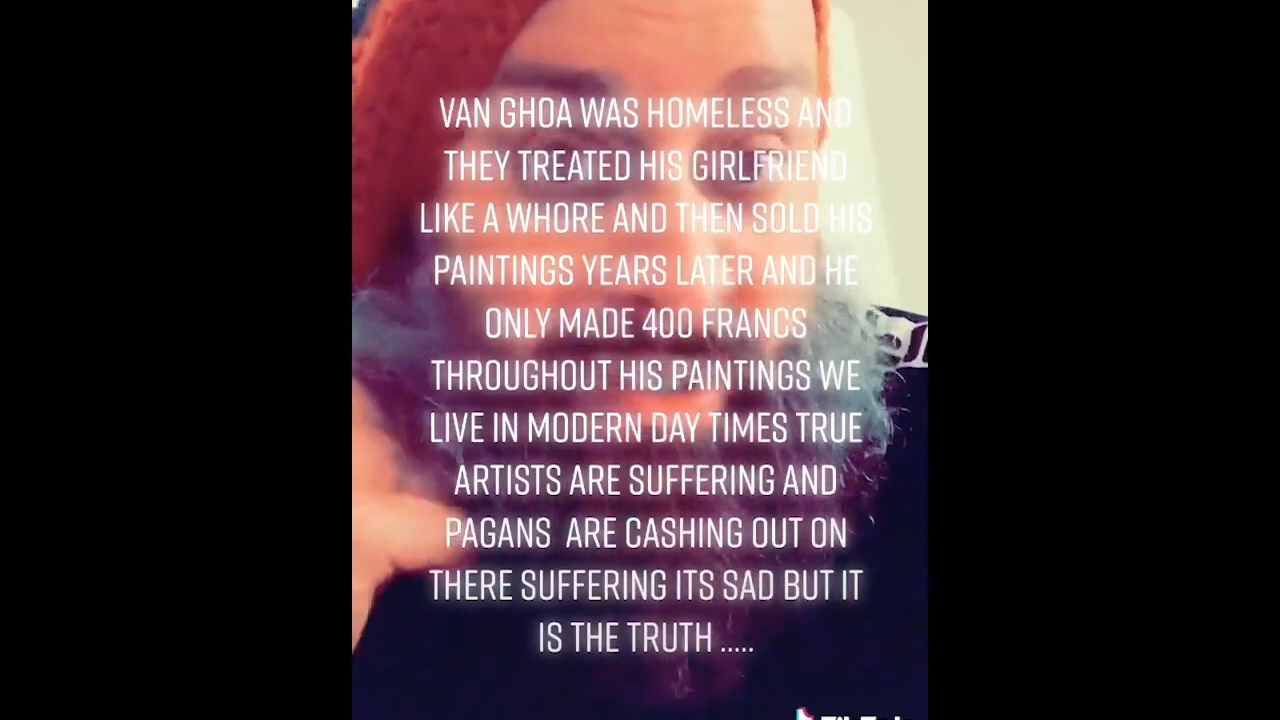 VAN GHOA WAS HOMELESS AND
THEY TREATED HIS GIRLFRIEND
LIKE A WHORE AND THEN SOLD HIS
PAINTINGS YEARS LATER AND HE
ONLY MADE 400 FRANCS
THROUGHOUT HIS PAINTINGS WE
LIVE IN MODERN DAY TIMES TRUE
ARTISTS ARE SUFFERING AND
PAGANS  ARE CASHING OUT ON
THERE SUFFERING ITS SAD BUT IT
IS THE TRUTH .....